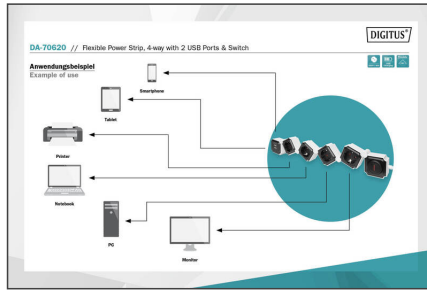 DIGITUS®
DA-70620 // Flexible Power Strip, 4-way with 2 USB Ports & Switch
Anwendungsbeispiel
Example of use
Smartphone
Tablet
Printer
Notebook
PC
Monitor